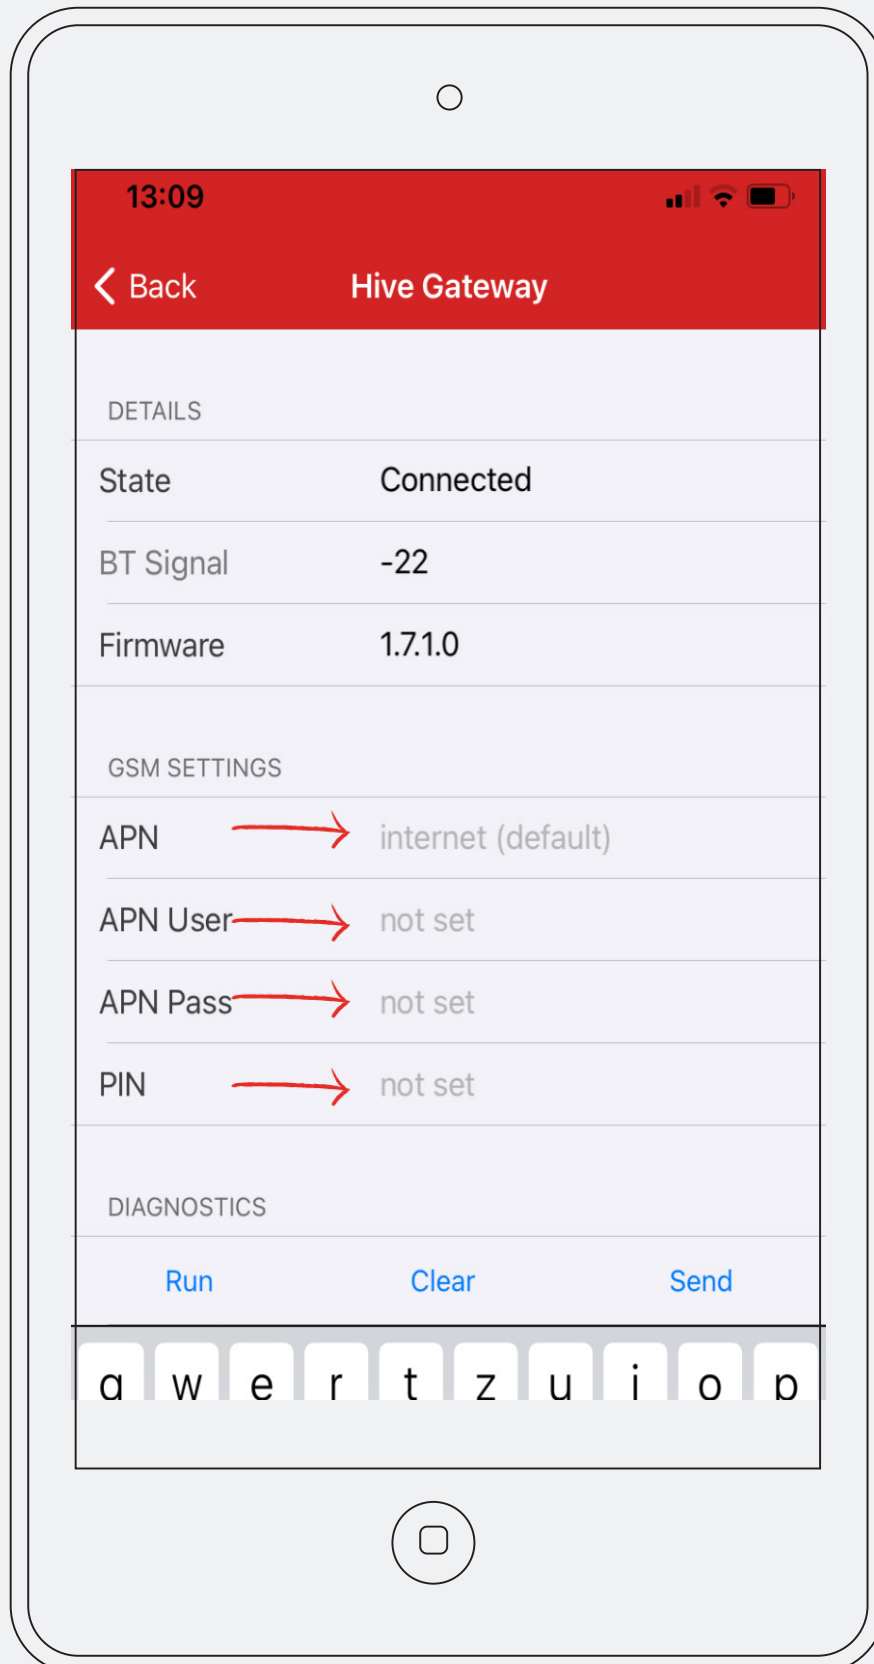 13:09
Back Hive Gateway
DETAILS
State Connected
BT Signal -22
Firmware 1.7.1.0
GSM SETTINGS
APN internet (default)
APN User not set
APN Pass not set
PIN not set
DIAGNOSTICS
Run Clear Send
q w e r t z u i o p